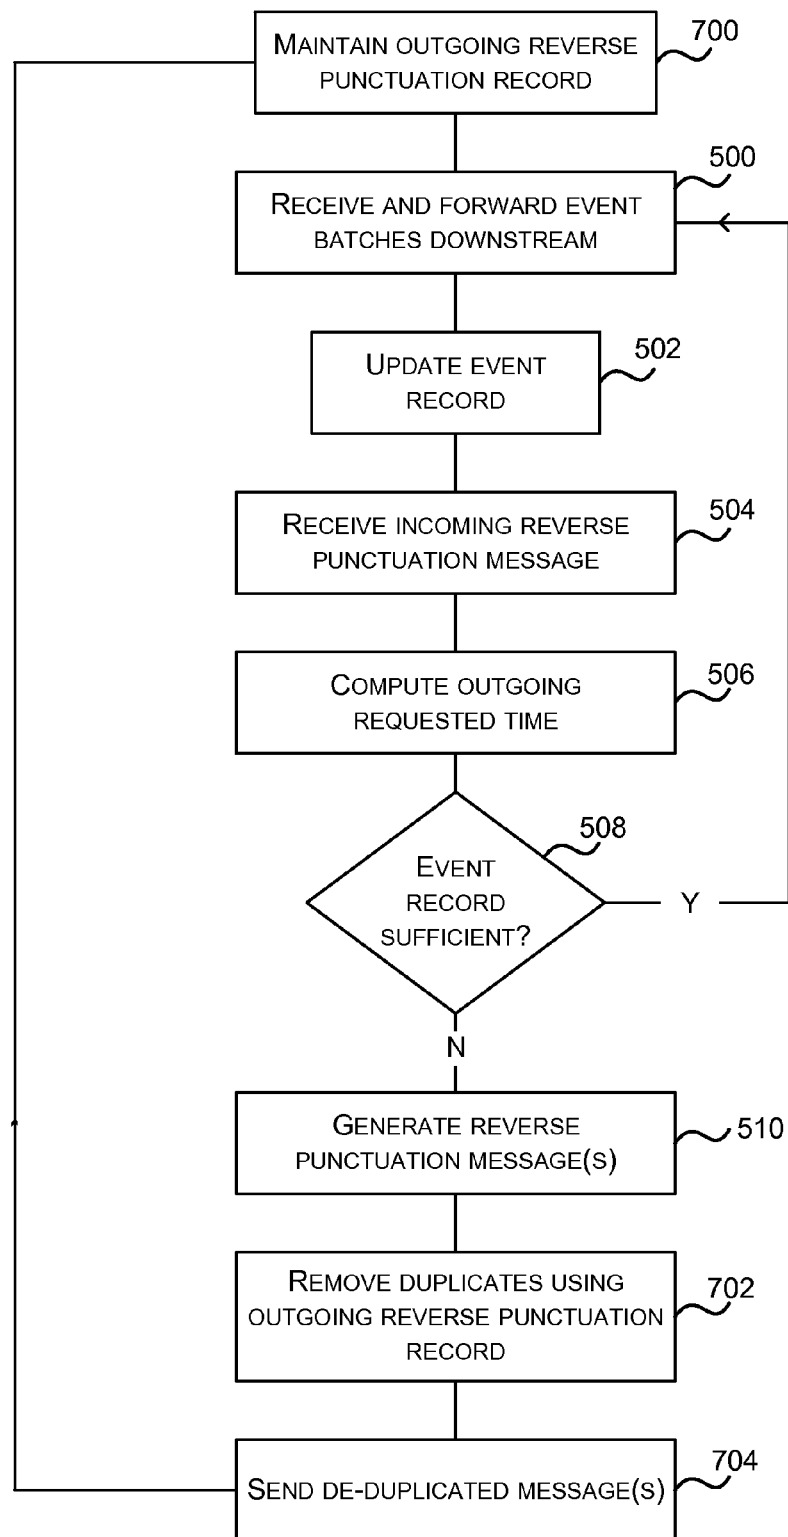 MAINTAIN OUTGOING REVERSE
PUNCTUATION RECORD
700
RECEIVE AND FORWARD EVENT
BATCHES DOWNSTREAM
500
UPDATE EVENT
RECORD
502
RECEIVE INCOMING REVERSE
PUNCTUATION MESSAGE
504
COMPUTE OUTGOING
REQUESTED TIME
506
EVENT
RECORD
SUFFICIENT?
508
Y
N
GENERATE REVERSE
PUNCTUATION MESSAGE(S)
510
REMOVE DUPLICATES USING
OUTGOING REVERSE PUNCTUATION
RECORD
702
SEND DE-DUPLICATED MESSAGE(S)
704